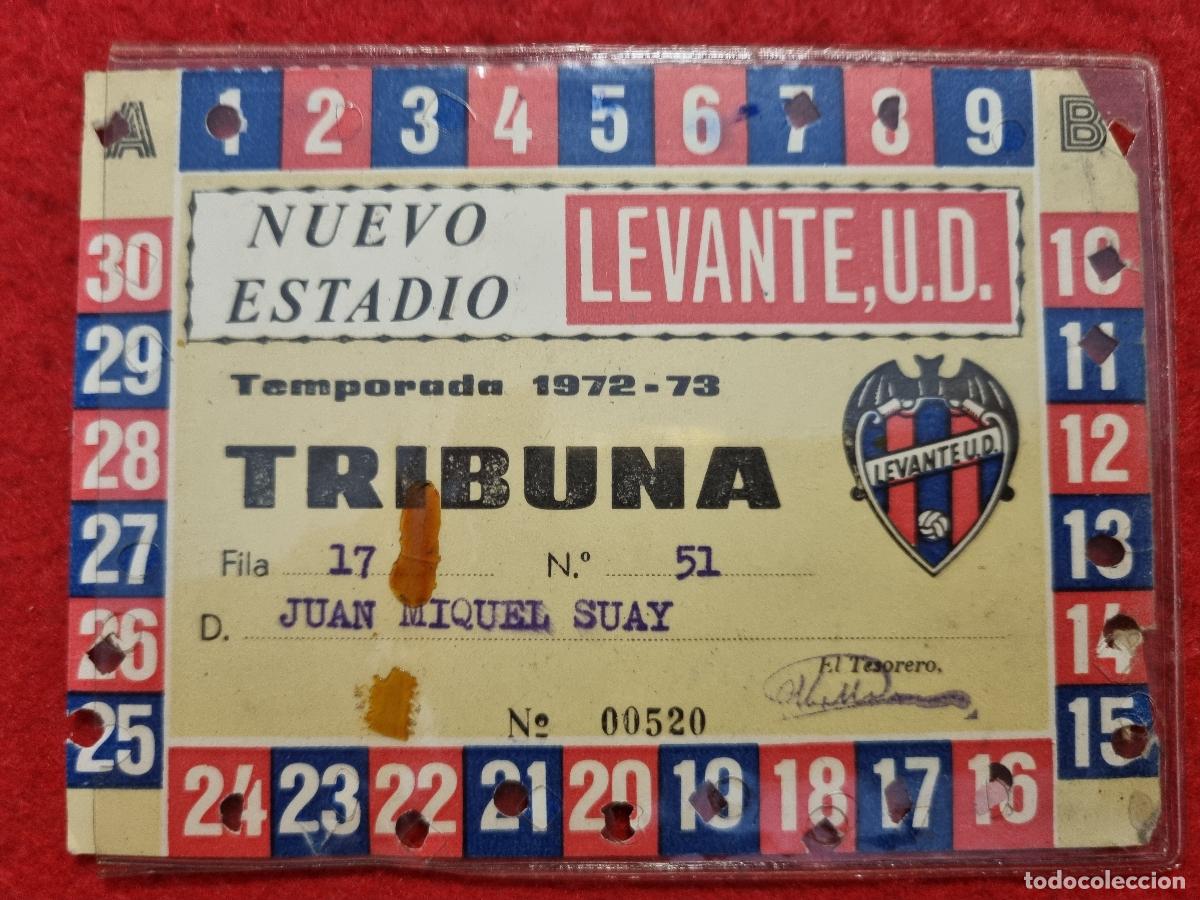 A 1 2 3 4 5 6 7 8 9 B
NUEVO
ESTADIO
LEVANTE, U.D.
Temporada 1972-73
TRIBUNA
LEVANTE U.D.
Fila 17 N.º 51
D. JUAN MIQUEL SUAY
El Tesorero,
Nº 00520
10
11
12
13
14
15
30
29
28
27
26
25
24 23 22 21 20 19 18 17 16
todocoleccion